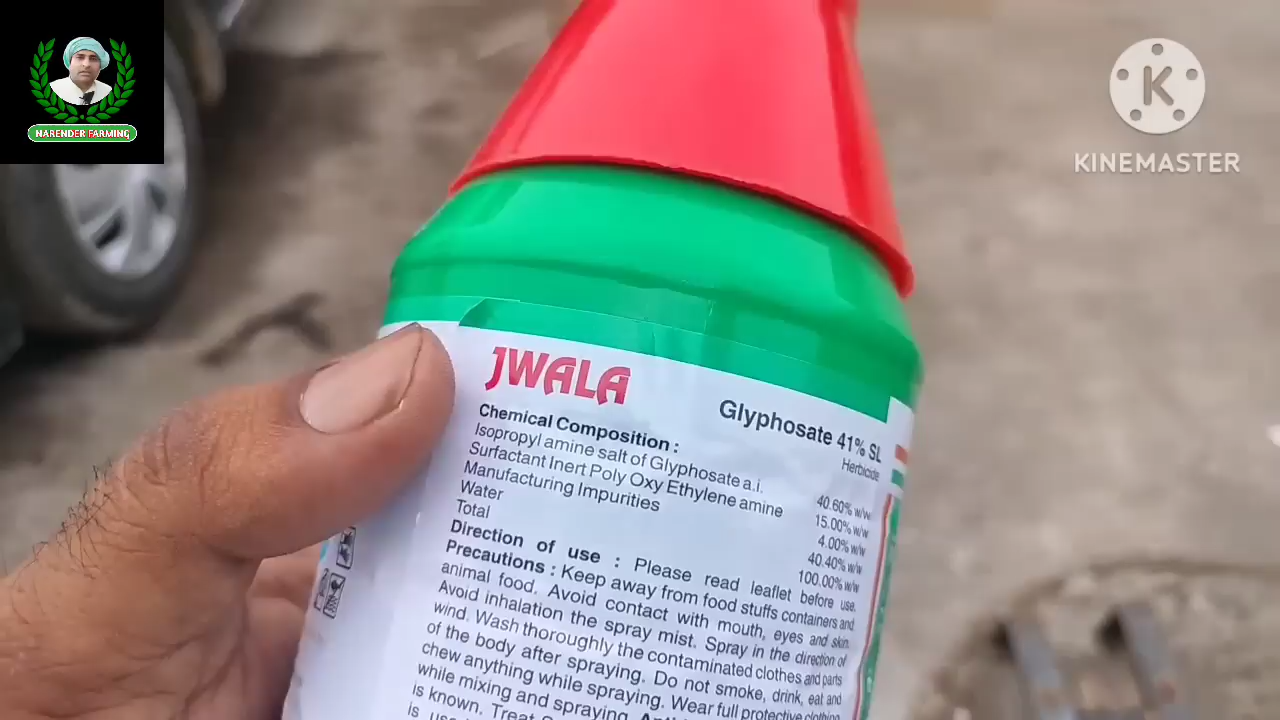 NARENDER FARMING
KINEMASTER
JWALA
Glyphosate 41% SL
Herbicide
Chemical Composition :
Isopropyl amine salt of Glyphosate a.i. 40.60% w/w
Surfactant Inert Poly Oxy Ethylene amine 15.00% w/w
Manufacturing Impurities 4.00% w/w
Water 40.40% w/w
Total 100.00% w/w
Direction of use : Please read leaflet before use.
Precautions : Keep away from food stuffs containers and
animal food. Avoid contact with mouth, eyes and skin.
Avoid inhalation the spray mist. Spray in the direction of
wind. Wash thoroughly the contaminated clothes and parts
of the body after spraying. Do not smoke, drink, eat and
chew anything while spraying. Wear full protective clothing
while mixing and spraying.
is known. Treat